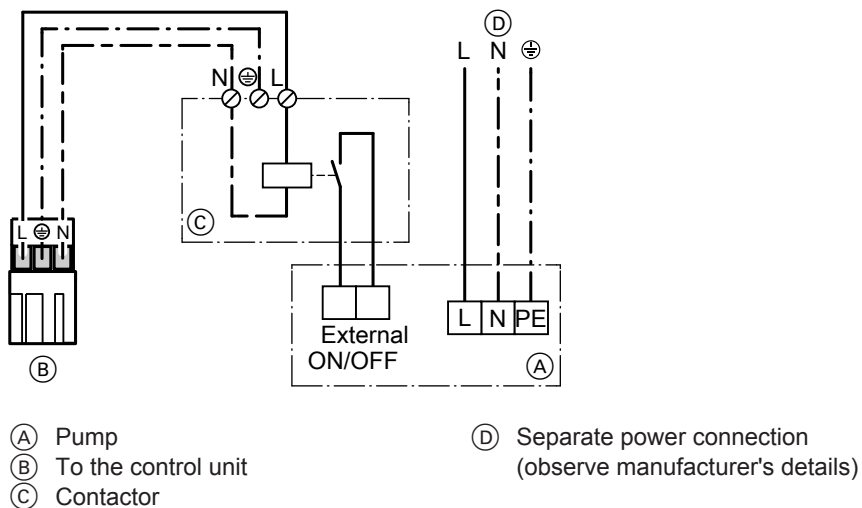 Ⓓ
L N ⏚
N ⏚ L
Ⓒ
L ⏚ N
External
ON/OFF
L N PE
Ⓐ
Ⓑ
Ⓐ Pump
Ⓑ To the control unit
Ⓒ Contactor
Ⓓ Separate power connection
(observe manufacturer's details)